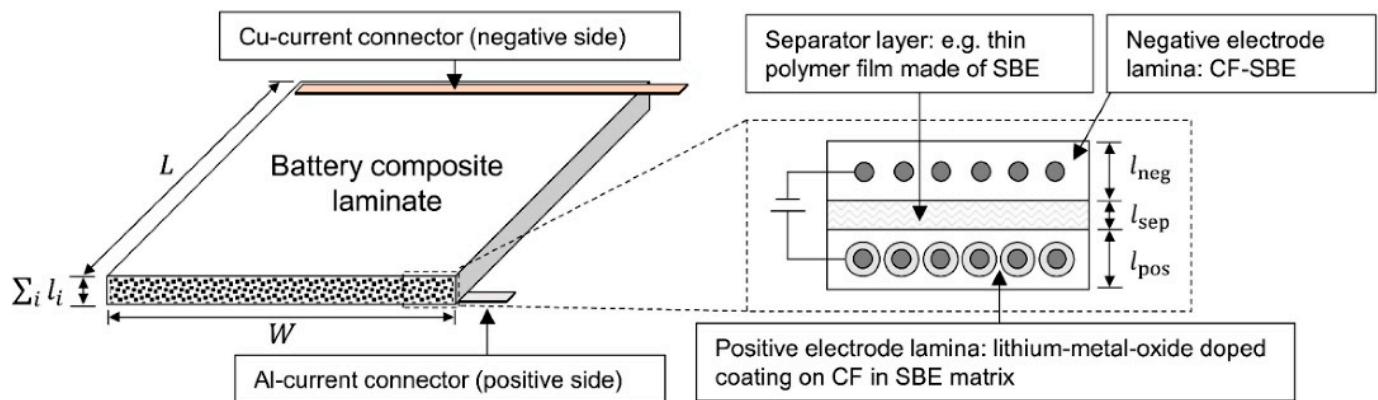 Cu-current connector (negative side)
Separator layer: e.g. thin
polymer film made of SBE
Negative electrode
lamina: CF-SBE
L
Battery composite
laminate
l_neg
l_sep
l_pos
∑_i l_i
W
Al-current connector (positive side)
Positive electrode lamina: lithium-metal-oxide doped
coating on CF in SBE matrix